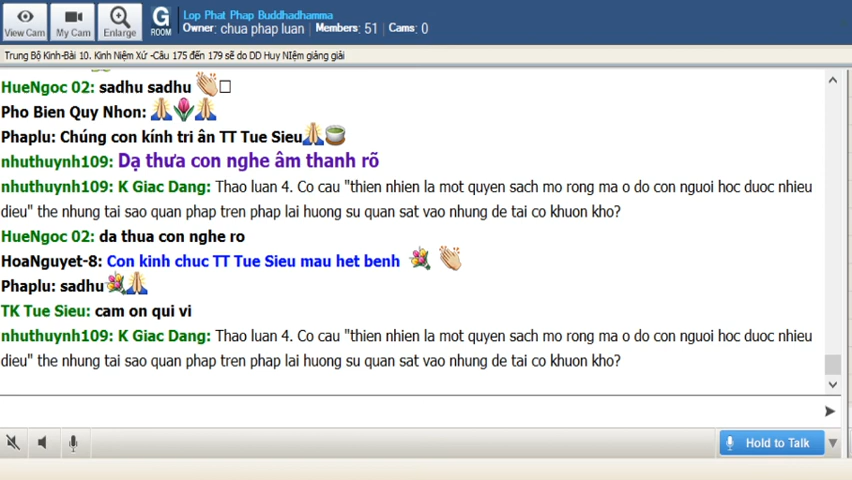 Lop Phat Phap Buddhadhamma
Owner: chua phap luan | Members: 51 | Cams: 0
View Cam
My Cam
Enlarge
G
ROOM
Trung Bộ Kinh-Bài 10. Kinh Niệm Xứ -Câu 175 đến 179 sẽ do DD Huy NIệm giảng giải
HueNgoc 02: sadhu sadhu
Pho Bien Quy Nhon:
Phaplu: Chúng con kính tri ân TT Tue Sieu
nhuthuynh109: Dạ thưa con nghe âm thanh rõ
nhuthuynh109: K Giac Dang: Thao luan 4. Co cau "thien nhien la mot quyen sach mo rong ma o do con nguoi hoc duoc nhieu
dieu" the nhung tai sao quan phap tren phap lai huong su quan sat vao nhung de tai co khuon kho?
HueNgoc 02: da thua con nghe ro
HoaNguyet-8: Con kinh chuc TT Tue Sieu mau het benh
Phaplu: sadhu
TK Tue Sieu: cam on qui vi
nhuthuynh109: K Giac Dang: Thao luan 4. Co cau "thien nhien la mot quyen sach mo rong ma o do con nguoi hoc duoc nhieu
dieu" the nhung tai sao quan phap tren phap lai huong su quan sat vao nhung de tai co khuon kho?
Hold to Talk